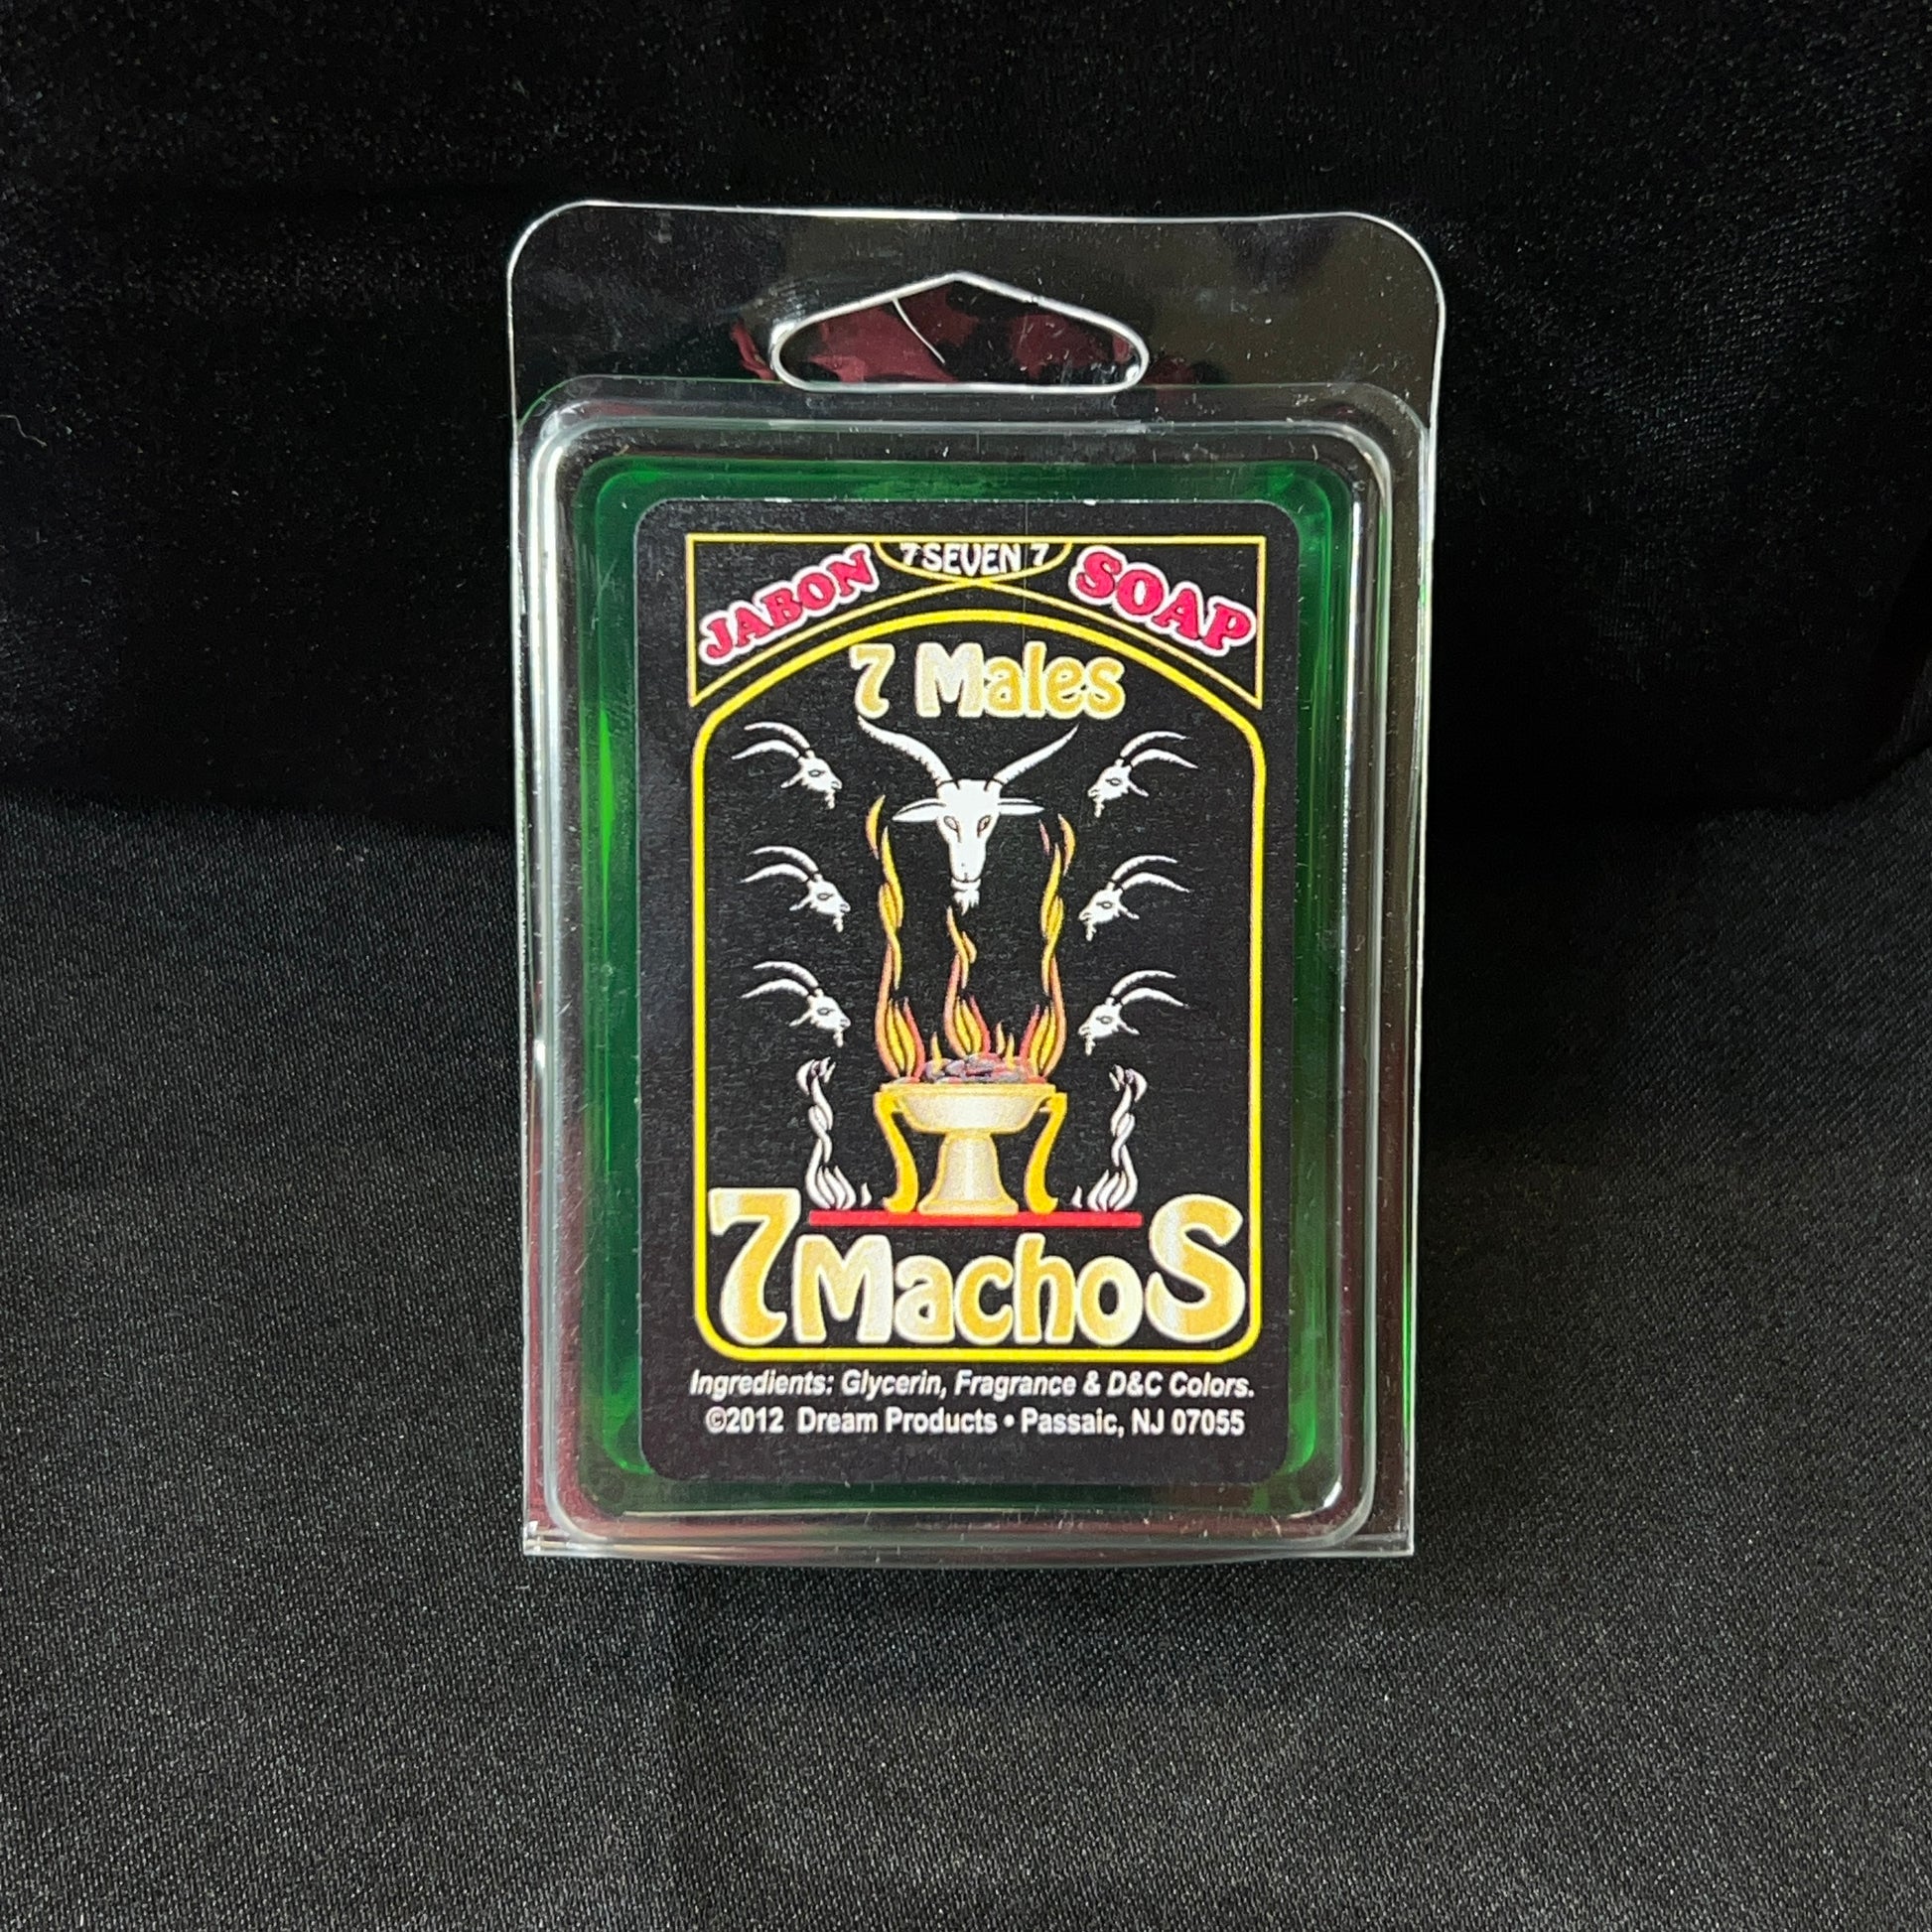 7 SEVEN 7
JABON SOAP
7 Males
7 MachoS
Ingredients: Glycerin, Fragrance & D&C Colors.
©2012 Dream Products • Passaic, NJ 07055